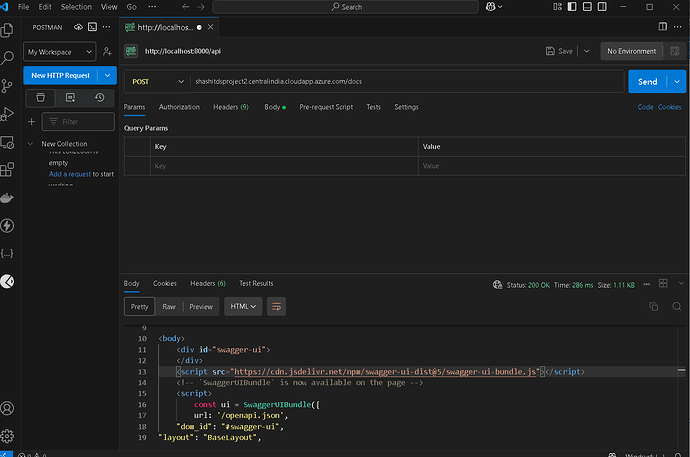 File Edit Selection View Go ... Search
POSTMAN
http://localhos...
My Workspace
http://localhost:8000/api
Save
No Environment
New HTTP Request
POST
shashitdsproject2.centralindia.cloudapp.azure.com/docs
Send
Params Authorization Headers (9) Body Pre-request Script Tests Settings
Code Cookies
Filter
Query Params
New Collection
Key Value
empty
Key Value
Add a request to start
Body Cookies Headers (6) Test Results
Status: 200 OK Time: 286 ms Size: 1.11 KB
Pretty Raw Preview HTML
9
10 <body>
11 <div id="swagger-ui">
12 </div>
13 <script src="https://cdn.jsdelivr.net/npm/swagger-ui-dist@5/swagger-ui-bundle.js"></script>
14 <!-- `SwaggerUIBundle` is now available on the page -->
15 <script>
16 const ui = SwaggerUIBundle({
17 url: '/openapi.json',
18 "dom_id": "#swagger-ui",
19 "layout": "BaseLayout",